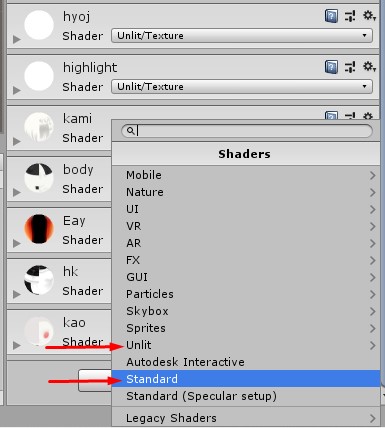 hyoj
Shader Unlit/Texture
highlight
Shader Unlit/Texture
kami
Shader
body
Shader
Eay
Shader
hk
Shader
kao
Shader
Shaders
Mobile
Nature
UI
VR
AR
FX
GUI
Particles
Skybox
Sprites
Unlit
Autodesk Interactive
Standard
Standard (Specular setup)
Legacy Shaders